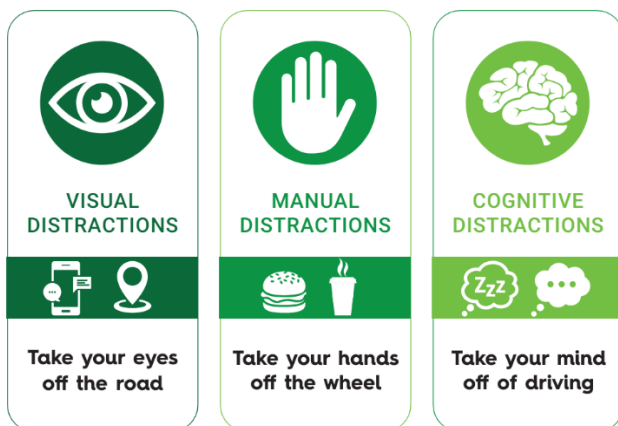 VISUAL
DISTRACTIONS
Take your eyes
off the road
MANUAL
DISTRACTIONS
Take your hands
off the wheel
COGNITIVE
DISTRACTIONS
ZZZ
Take your mind
off of driving